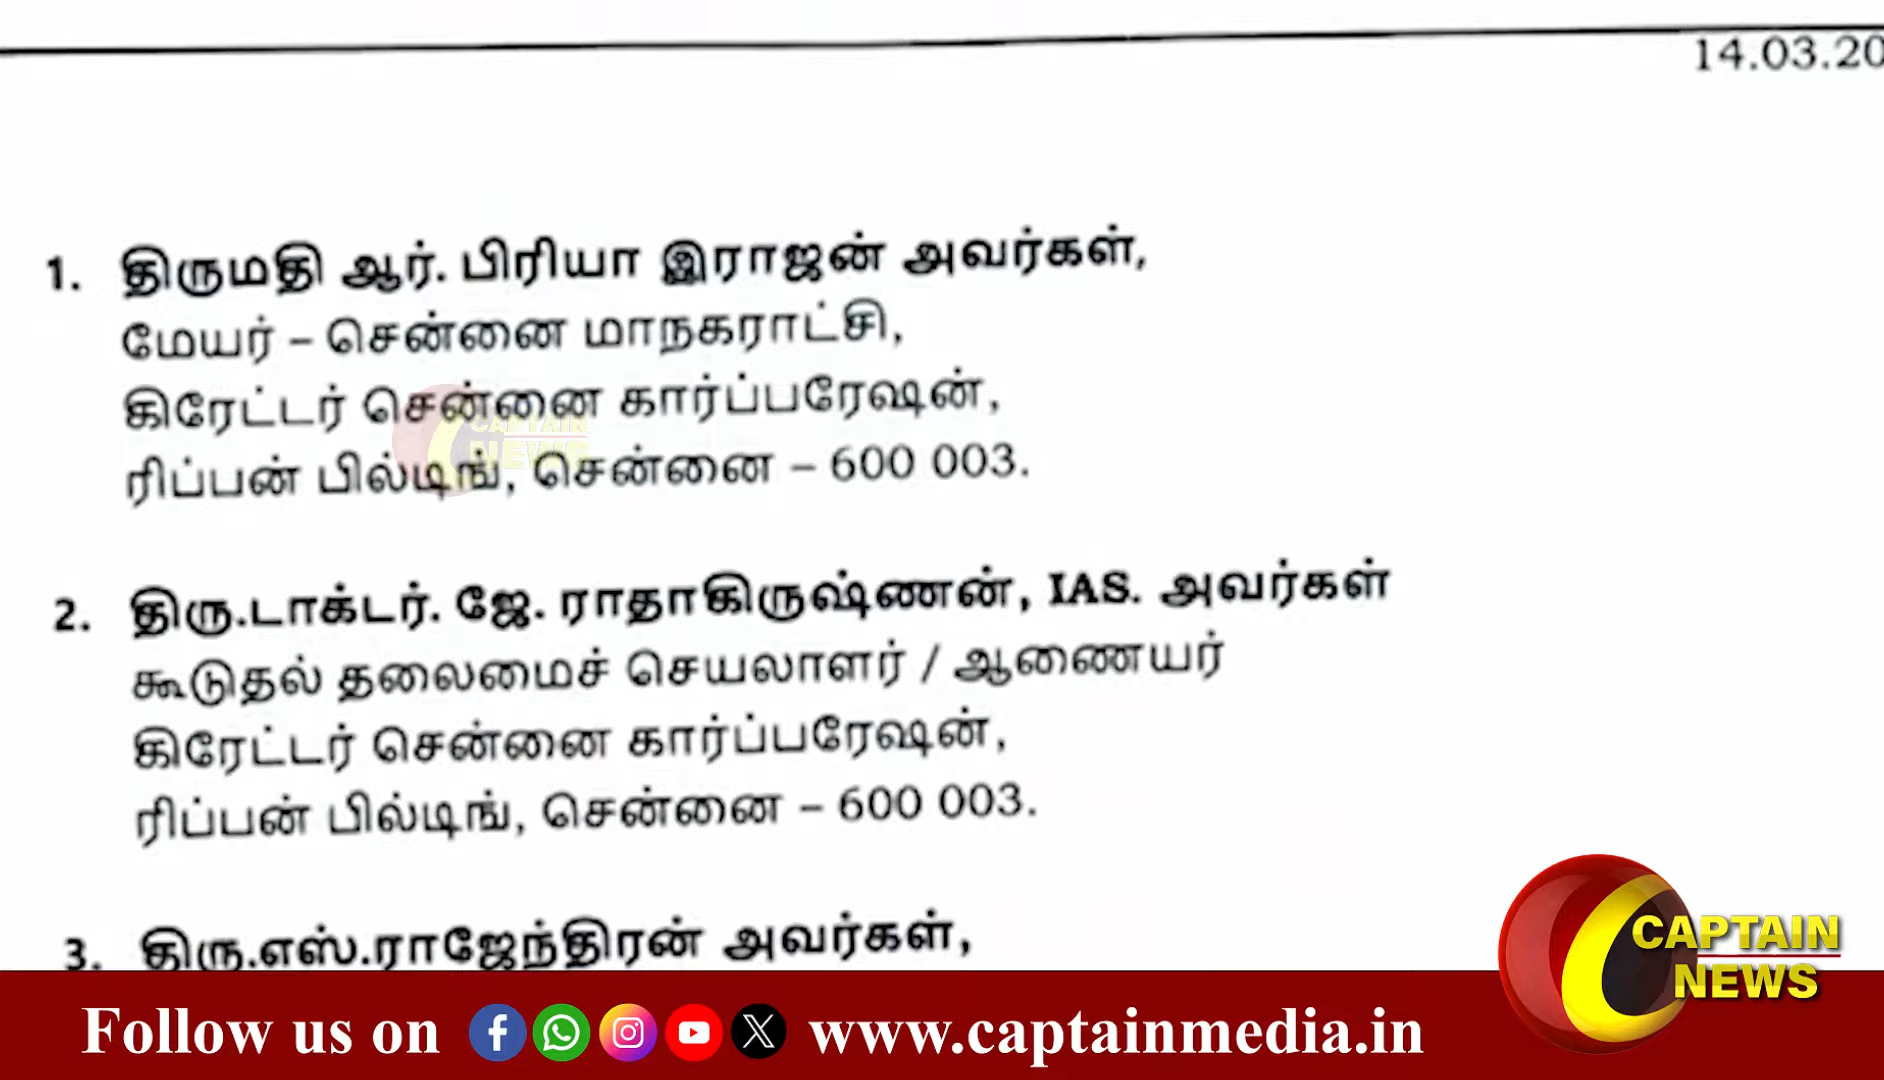 14.03.20
1. திருமதி ஆர். பிரியா இராஜன் அவர்கள்,
மேயர் – சென்னை மாநகராட்சி,
கிரேட்டர் சென்னை கார்ப்பரேஷன்,
ரிப்பன் பில்டிங், சென்னை – 600 003.
CAPTAIN
NEWS
2. திரு.டாக்டர். ஜே. ராதாகிருஷ்ணன், IAS. அவர்கள்
கூடுதல் தலைமைச் செயலாளர் / ஆணையர்
கிரேட்டர் சென்னை கார்ப்பரேஷன்,
ரிப்பன் பில்டிங், சென்னை – 600 003.
3. திரு.எஸ்.ராஜேந்திரன் அவர்கள்,
CAPTAIN
NEWS
Follow us on www.captainmedia.in